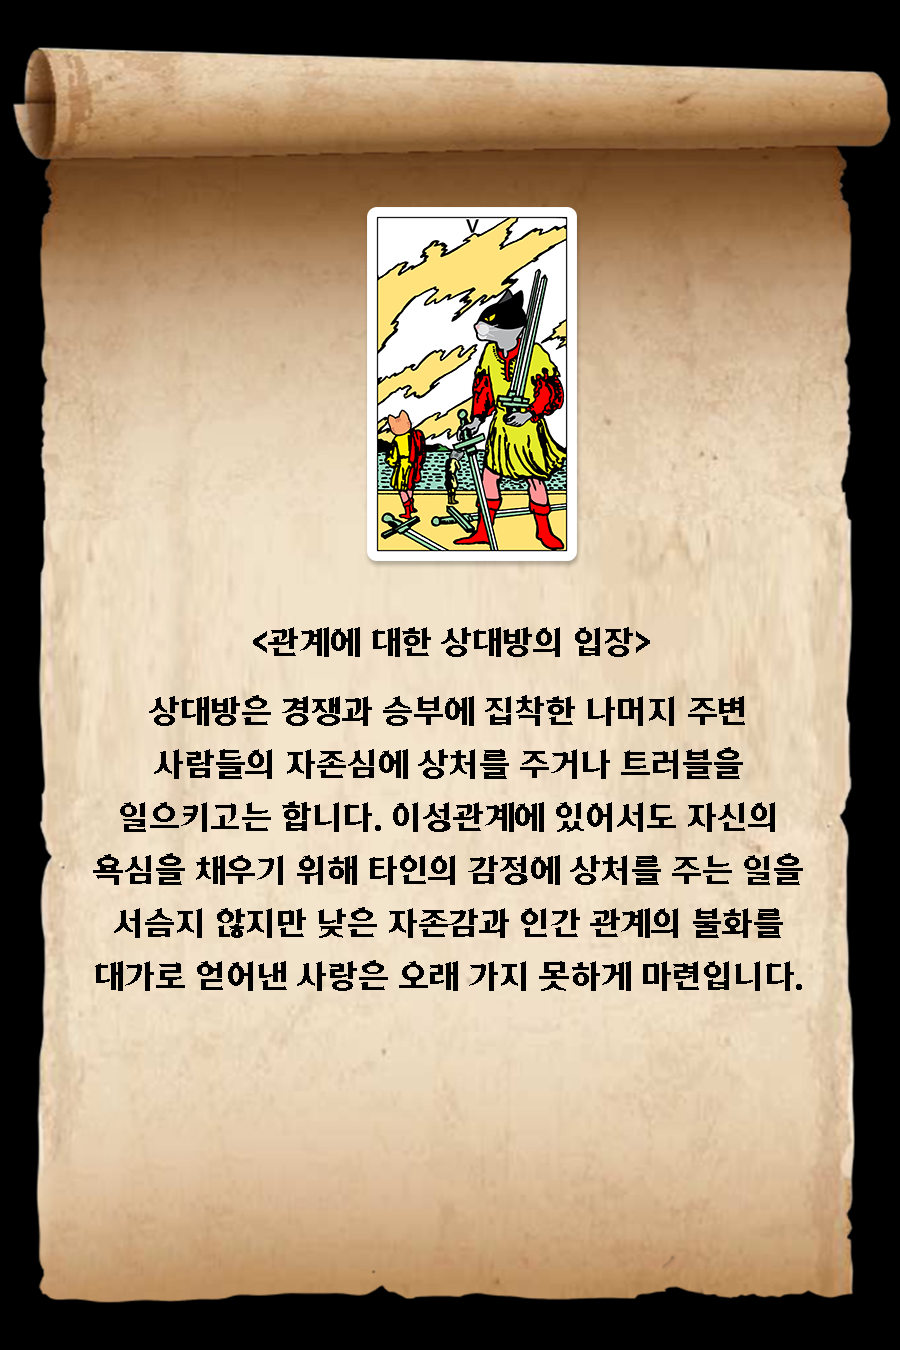 V
<관계에 대한 상대방의 입장>
상대방은 경쟁과 승부에 집착한 나머지 주변
사람들의 자존심에 상처를 주거나 트러블을
일으키고는 합니다. 이성관계에 있어서도 자신의
욕심을 채우기 위해 타인의 감정에 상처를 주는 일을
서슴지 않지만 낮은 자존감과 인간 관계의 불화를
대가로 얻어낸 사랑은 오래 가지 못하게 마련입니다.